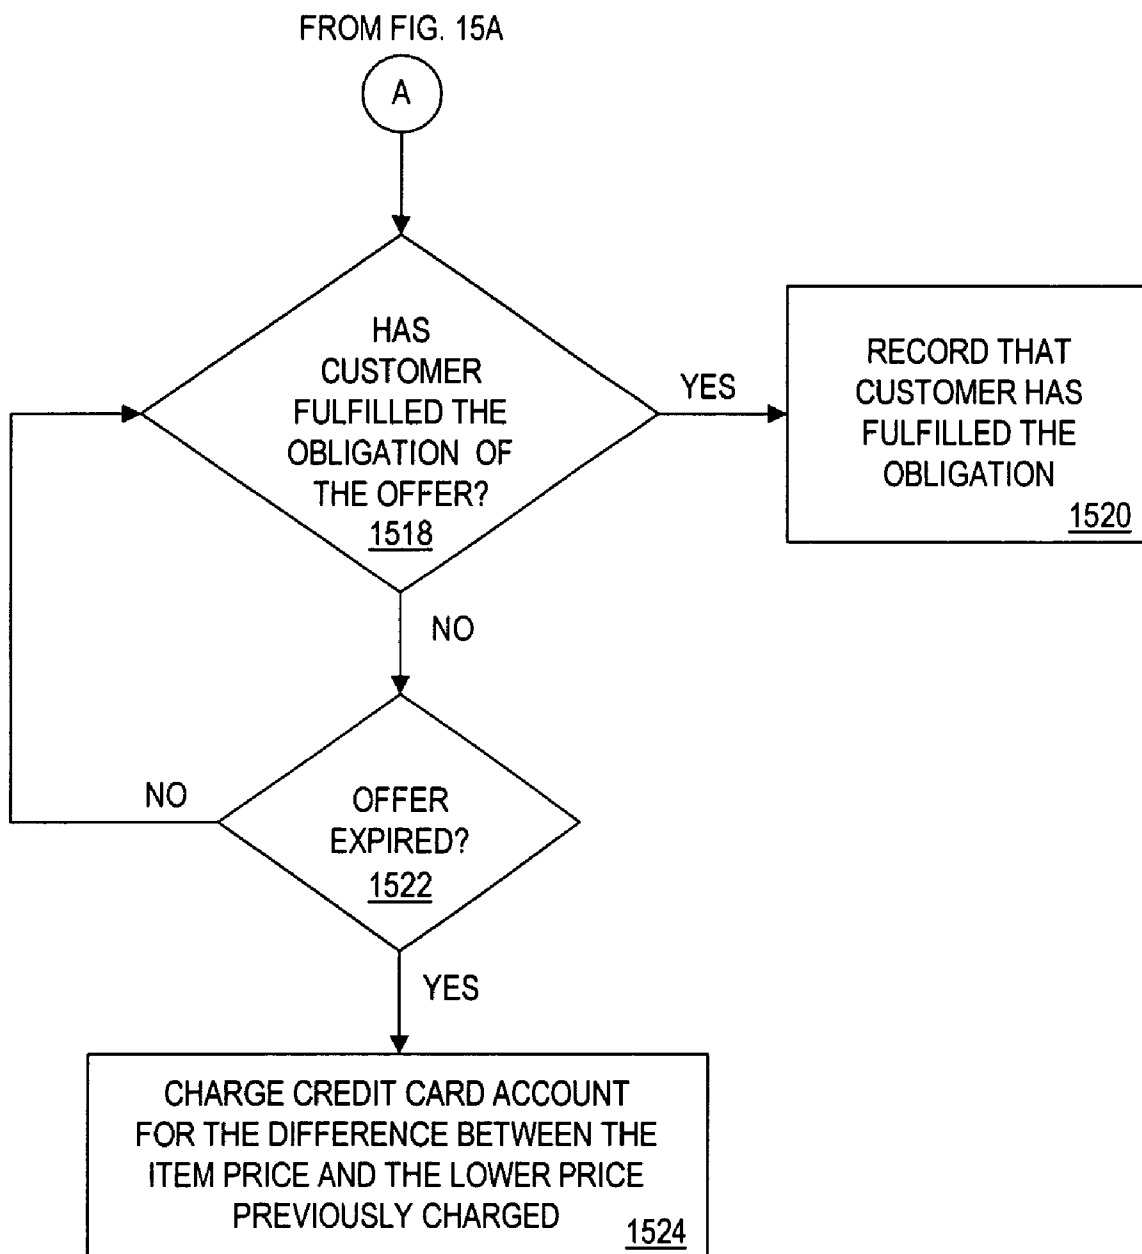 FROM FIG. 15A
A
HAS
CUSTOMER
FULFILLED THE
OBLIGATION OF
THE OFFER?
1518
YES
RECORD THAT
CUSTOMER HAS
FULFILLED THE
OBLIGATION
1520
NO
NO
OFFER
EXPIRED?
1522
YES
CHARGE CREDIT CARD ACCOUNT
FOR THE DIFFERENCE BETWEEN THE
ITEM PRICE AND THE LOWER PRICE
PREVIOUSLY CHARGED
1524